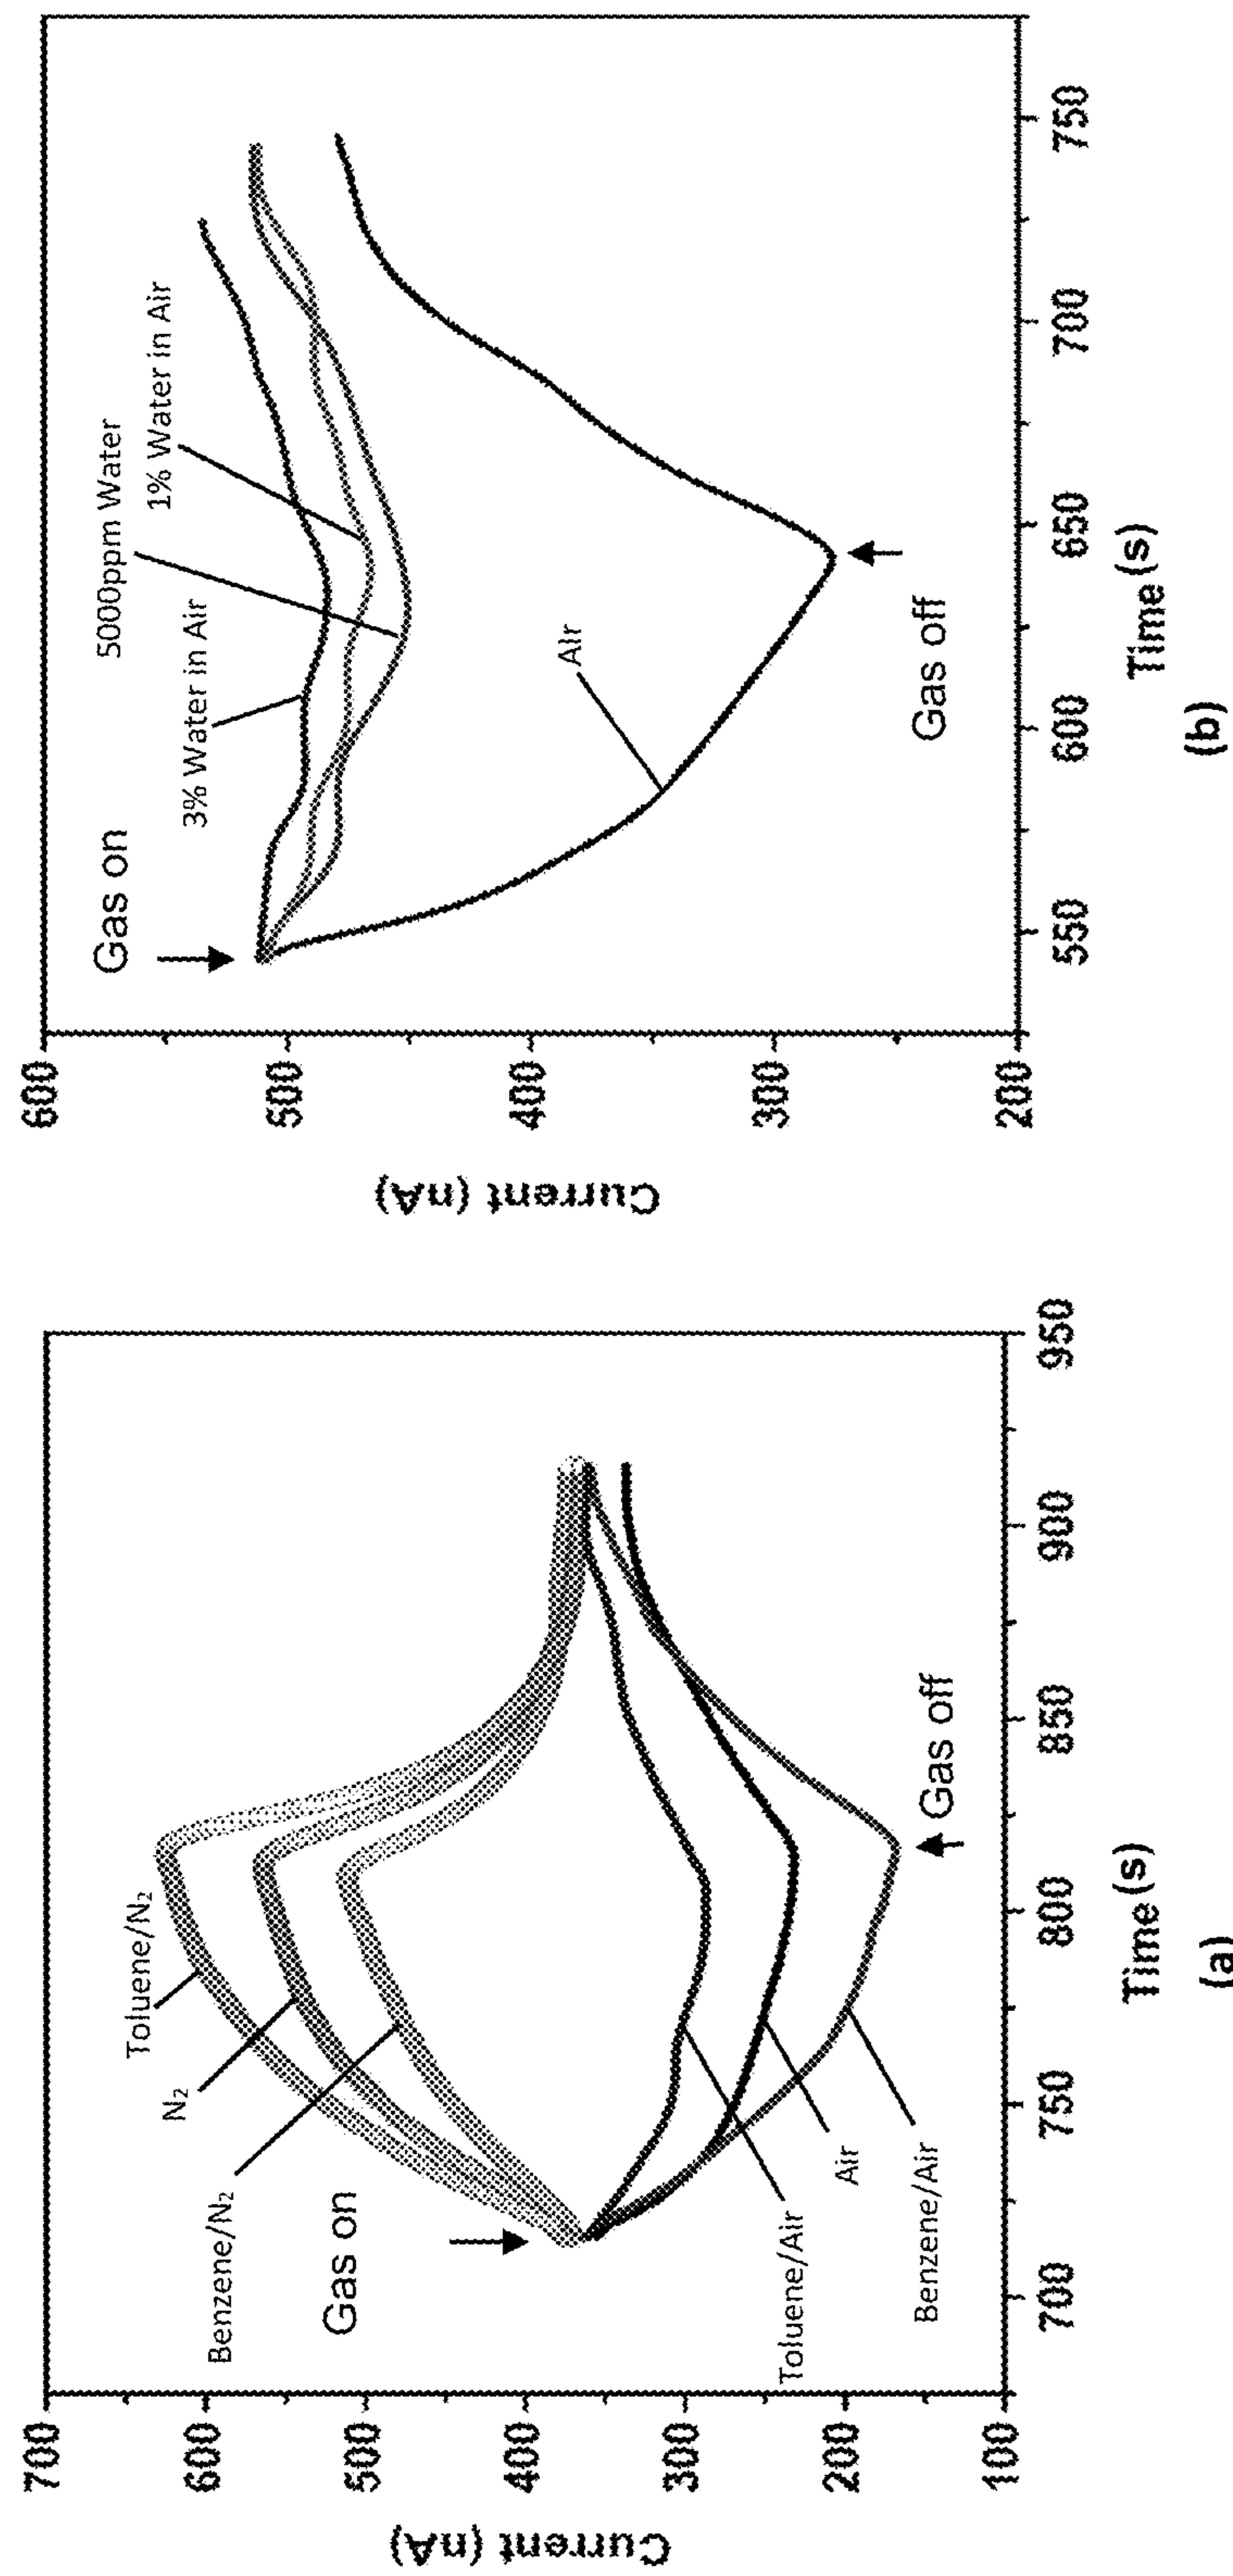 700
600
500
400
300
200
100
Current (nA)
Toluene/N₂
N₂
Benzene/N₂
Gas on
Toluene/Air
Air
Benzene/Air
Gas off
700
750
800
850
900
950
Time (s)
(a)
600
500
400
300
200
Current (nA)
Gas on
3% Water in Air
5000ppm Water
1% Water in Air
Air
Gas off
550
600
650
700
750
Time (s)
(b)